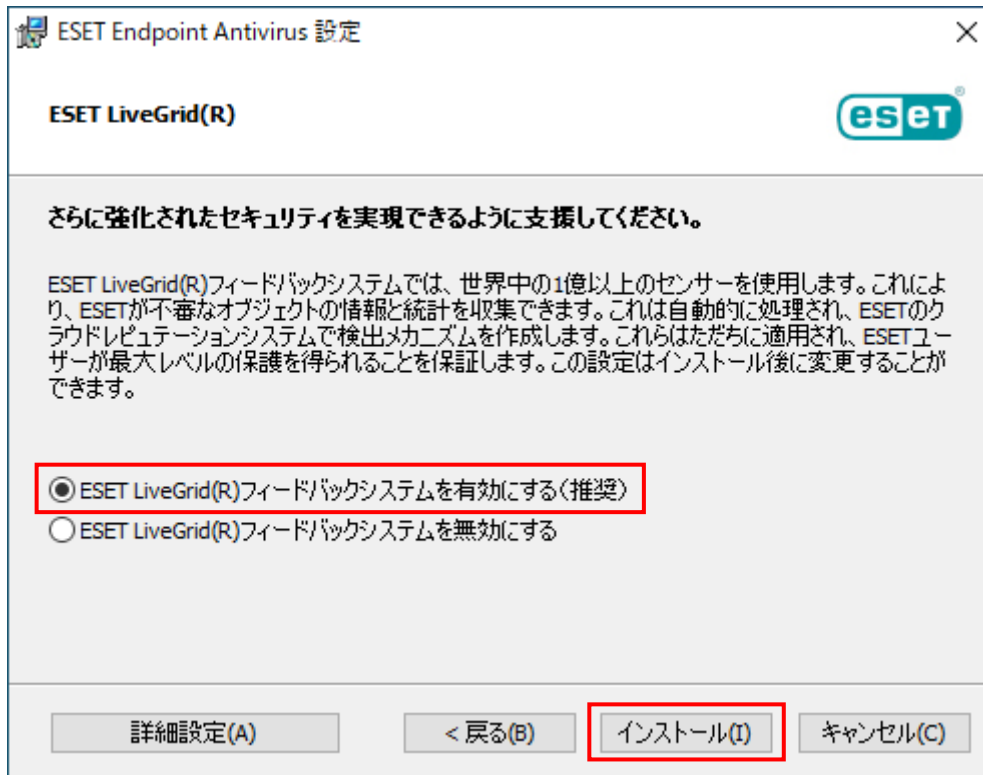 ESET Endpoint Antivirus 設定
ESET LiveGrid(R)
eseT
®
さらに強化されたセキュリティを実現できるように支援してください。
ESET LiveGrid(R)フィードバックシステムでは、世界中の1億以上のセンサーを使用します。これによ
り、ESETが不審なオブジェクトの情報と統計を収集できます。これは自動的に処理され、ESETのク
ラウドレピュテーションシステムで検出メカニズムを作成します。これらはただちに適用され、ESETユー
ザーが最大レベルの保護を得られることを保証します。この設定はインストール後に変更することが
できます。
ESET LiveGrid(R)フィードバックシステムを有効にする(推奨)
ESET LiveGrid(R)フィードバックシステムを無効にする
詳細設定(A)
< 戻る(B)
インストール(I)
キャンセル(C)